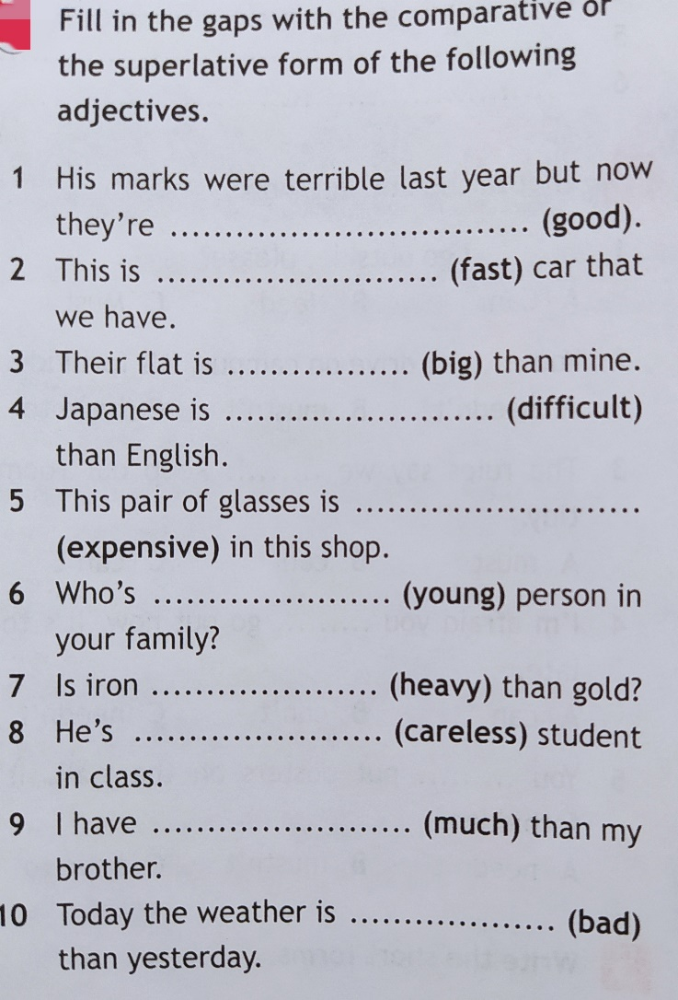 Fill in the gaps with the comparative or
the superlative form of the following
adjectives.
1 His marks were terrible last year but now
they're .................................. (good).
2 This is ........................... (fast) car that
we have.
3 Their flat is ................. (big) than mine.
4 Japanese is ......................... (difficult)
than English.
5 This pair of glasses is ...........................
(expensive) in this shop.
6 Who's ...................... (young) person in
your family?
7 Is iron ..................... (heavy) than gold?
8 He's ....................... (careless) student
in class.
9 I have ........................ (much) than my
brother.
10 Today the weather is ................... (bad)
than yesterday.